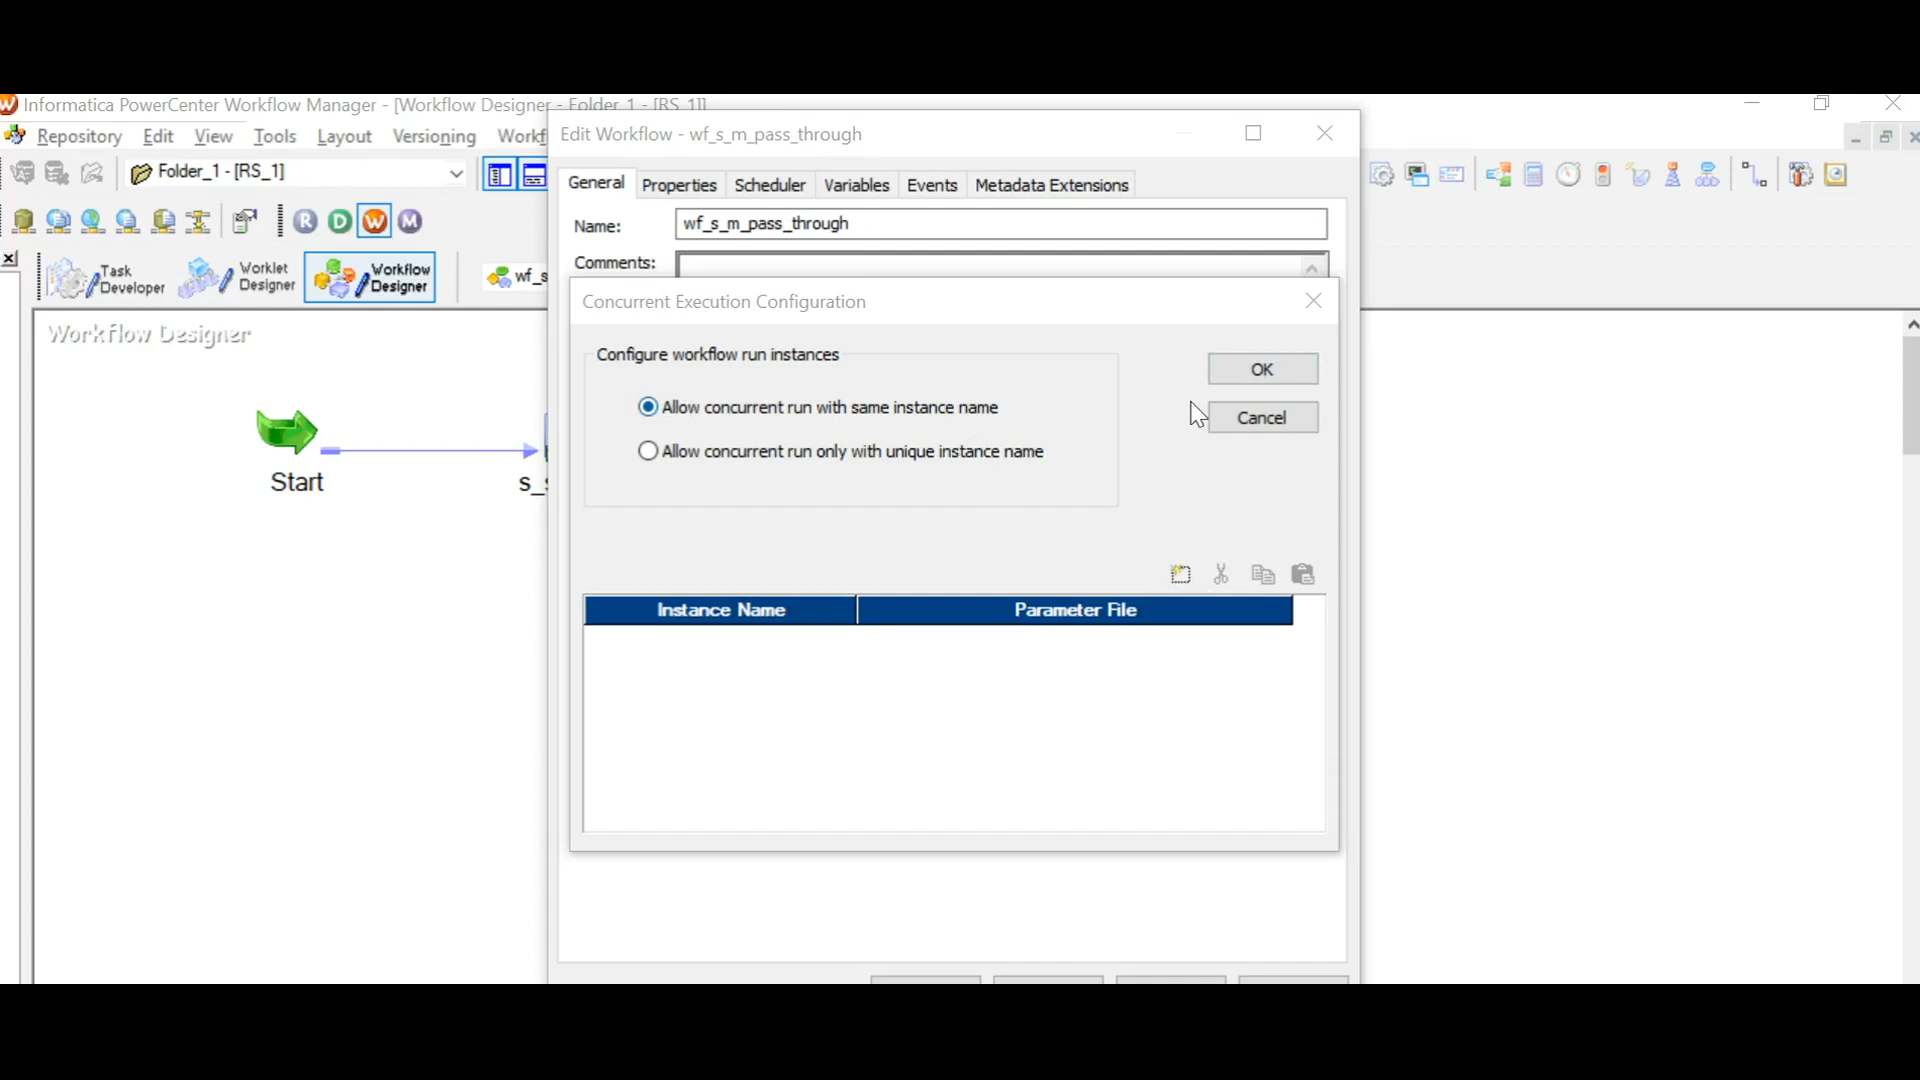 Informatica PowerCenter Workflow Manager - [Workflow Designer - Folder_1 - [RS_1]]
Repository Edit View Tools Layout Versioning Workf
Folder_1 - [RS_1]
R D W M
Task Developer
Worklet Designer
Workflow Designer
wf_s
Workflow Designer
Start
s_s
Edit Workflow - wf_s_m_pass_through
General Properties Scheduler Variables Events Metadata Extensions
Name: wf_s_m_pass_through
Comments:
Concurrent Execution Configuration
Configure workflow run instances
OK
Allow concurrent run with same instance name
Cancel
Allow concurrent run only with unique instance name
Instance Name Parameter File